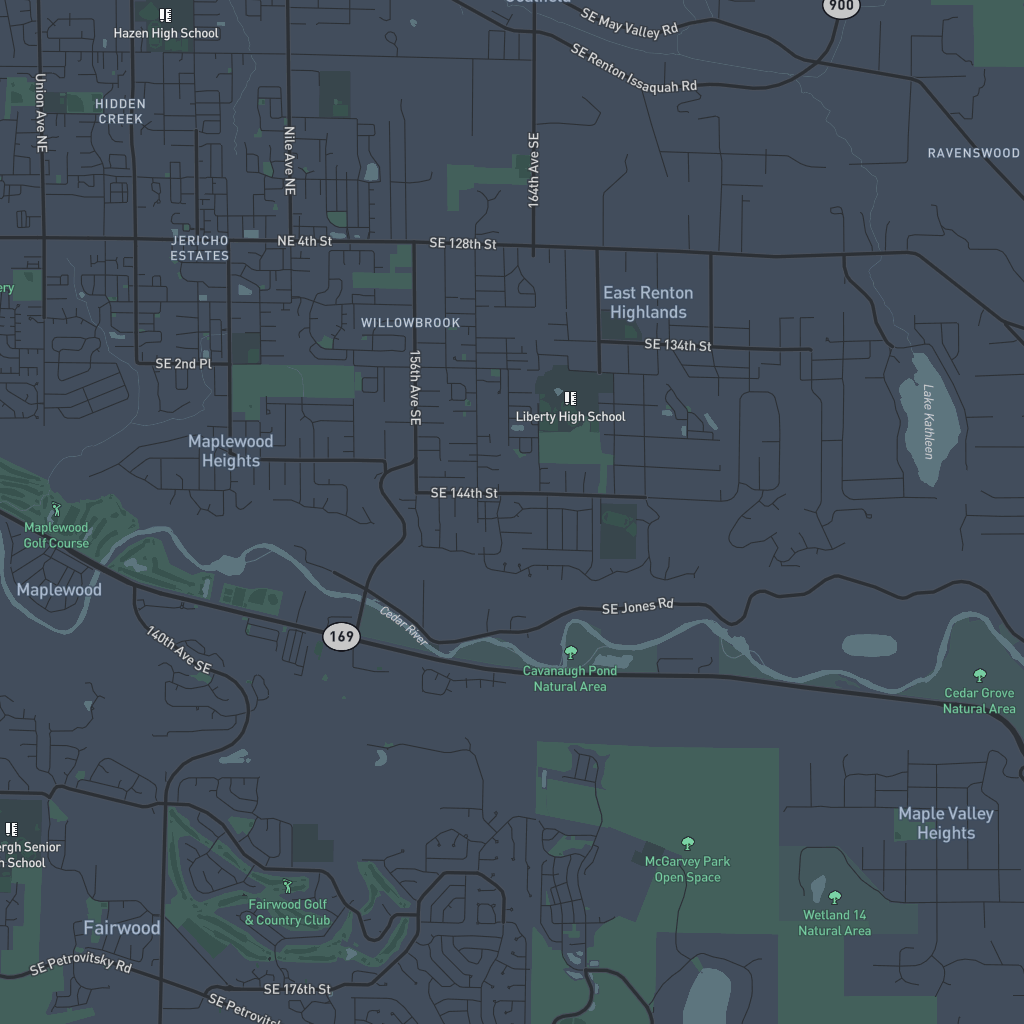 900
SE May Valley Rd
Hazen High School
SE Renton Issaquah Rd
Union Ave NE
HIDDEN
CREEK
Nile Ave NE
164th Ave SE
RAVENSWOOD
JERICHO
ESTATES
NE 4th St
SE 128th St
East Renton
Highlands
WILLOWBROOK
SE 134th St
SE 2nd Pl
156th Ave SE
Liberty High School
Lake Kathleen
Maplewood
Heights
SE 144th St
Maplewood
Golf Course
Maplewood
SE Jones Rd
Cedar River
169
140th Ave SE
Cavanaugh Pond
Natural Area
Cedar Grove
Natural Area
Maple Valley
Heights
McGarvey Park
Open Space
Fairwood Golf
& Country Club
Wetland 14
Natural Area
Fairwood
SE Petrovitsky Rd
SE 176th St